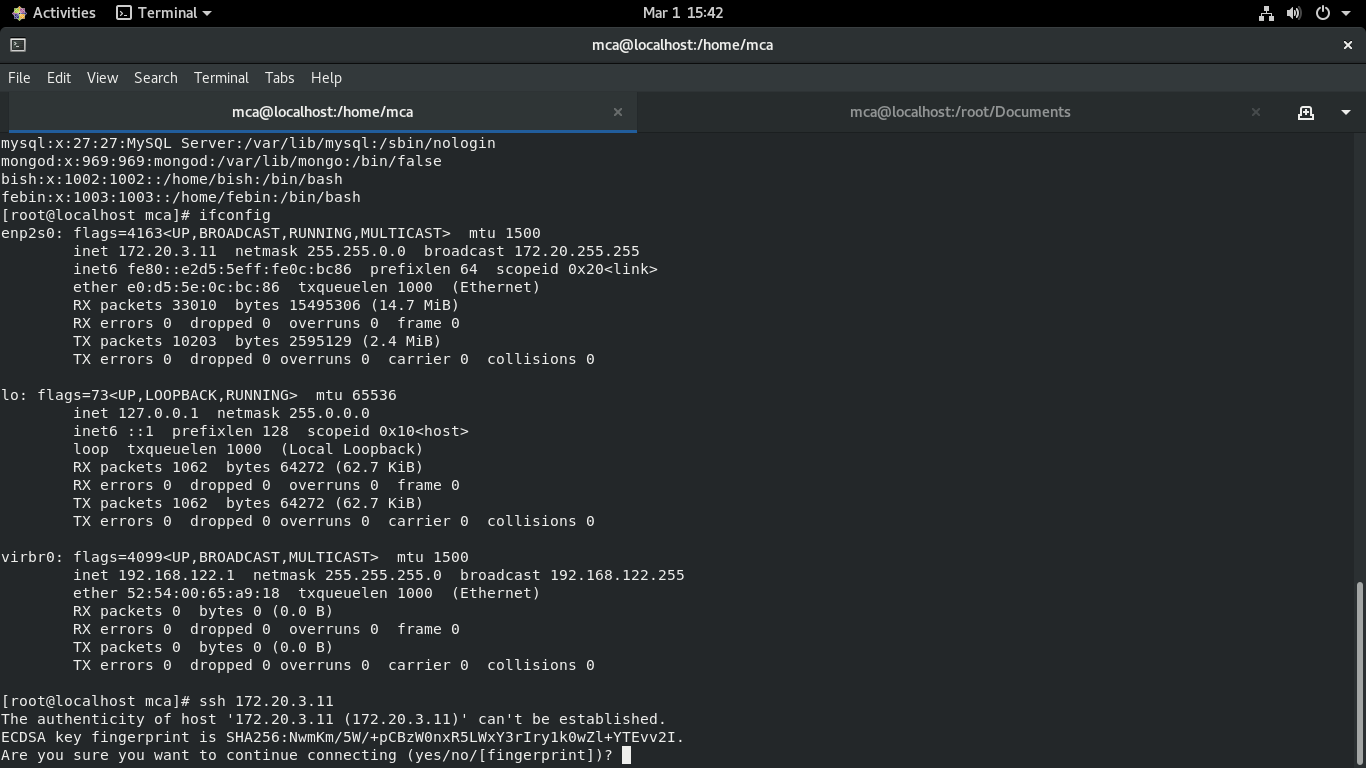 Activities Terminal Mar 1 15:42
mca@localhost:/home/mca
File Edit View Search Terminal Tabs Help
mca@localhost:/home/mca mca@localhost:/root/Documents
mysql:x:27:27:MySQL Server:/var/lib/mysql:/sbin/nologin
mongod:x:969:969:mongod:/var/lib/mongo:/bin/false
bish:x:1002:1002::/home/bish:/bin/bash
febin:x:1003:1003::/home/febin:/bin/bash
[root@localhost mca]# ifconfig
enp2s0: flags=4163<UP,BROADCAST,RUNNING,MULTICAST>  mtu 1500
        inet 172.20.3.11  netmask 255.255.0.0  broadcast 172.20.255.255
        inet6 fe80::e2d5:5eff:fe0c:bc86  prefixlen 64  scopeid 0x20<link>
        ether e0:d5:5e:0c:bc:86  txqueuelen 1000  (Ethernet)
        RX packets 33010  bytes 15495306 (14.7 MiB)
        RX errors 0  dropped 0  overruns 0  frame 0
        TX packets 10203  bytes 2595129 (2.4 MiB)
        TX errors 0  dropped 0 overruns 0  carrier 0  collisions 0
lo: flags=73<UP,LOOPBACK,RUNNING>  mtu 65536
        inet 127.0.0.1  netmask 255.0.0.0
        inet6 ::1  prefixlen 128  scopeid 0x10<host>
        loop  txqueuelen 1000  (Local Loopback)
        RX packets 1062  bytes 64272 (62.7 KiB)
        RX errors 0  dropped 0  overruns 0  frame 0
        TX packets 1062  bytes 64272 (62.7 KiB)
        TX errors 0  dropped 0 overruns 0  carrier 0  collisions 0
virbr0: flags=4099<UP,BROADCAST,MULTICAST>  mtu 1500
        inet 192.168.122.1  netmask 255.255.255.0  broadcast 192.168.122.255
        ether 52:54:00:65:a9:18  txqueuelen 1000  (Ethernet)
        RX packets 0  bytes 0 (0.0 B)
        RX errors 0  dropped 0  overruns 0  frame 0
        TX packets 0  bytes 0 (0.0 B)
        TX errors 0  dropped 0 overruns 0  carrier 0  collisions 0
[root@localhost mca]# ssh 172.20.3.11
The authenticity of host '172.20.3.11 (172.20.3.11)' can't be established.
ECDSA key fingerprint is SHA256:NwmKm/5W/+pCBzW0nxR5LWxY3rIry1k0wZl+YTEvv2I.
Are you sure you want to continue connecting (yes/no/[fingerprint])?